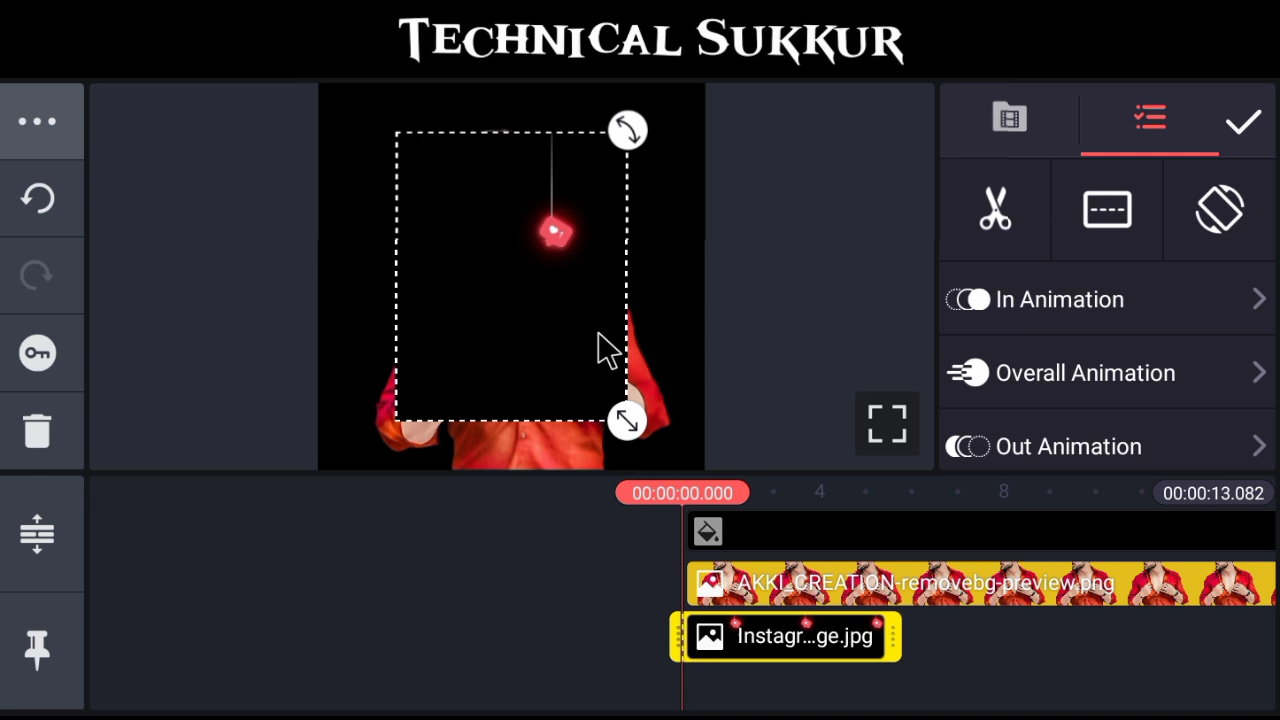 TECHNICAL SUKKUR
In Animation
Overall Animation
Out Animation
00:00:00.000
4
8
00:00:13.082
AKKI_CREATION-removebg-preview.png
Instagr...ge.jpg